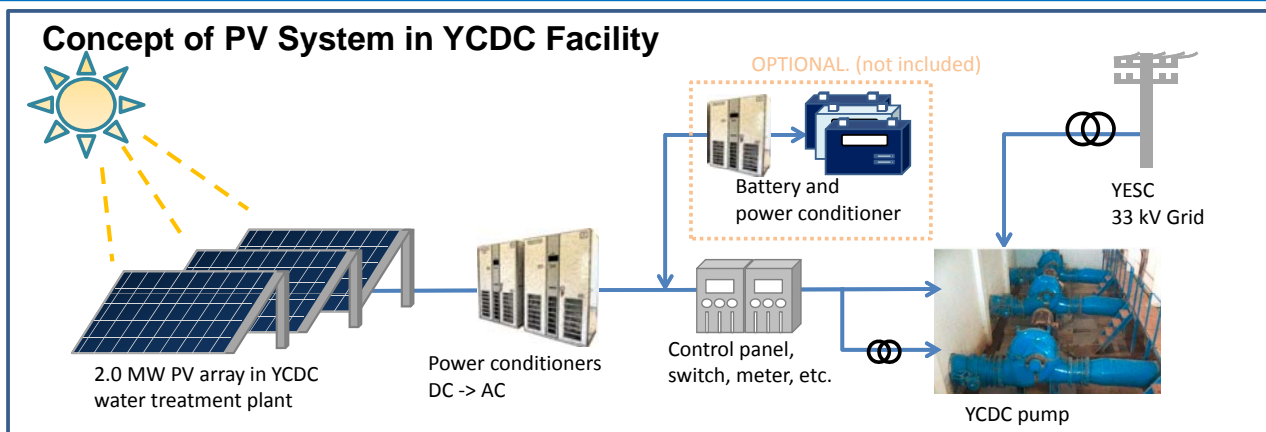 Concept of PV System in YCDC Facility
OPTIONAL. (not included)
Battery and
power conditioner
YESC
33 kV Grid
2.0 MW PV array in YCDC
water treatment plant
Power conditioners
DC -> AC
Control panel,
switch, meter, etc.
YCDC pump